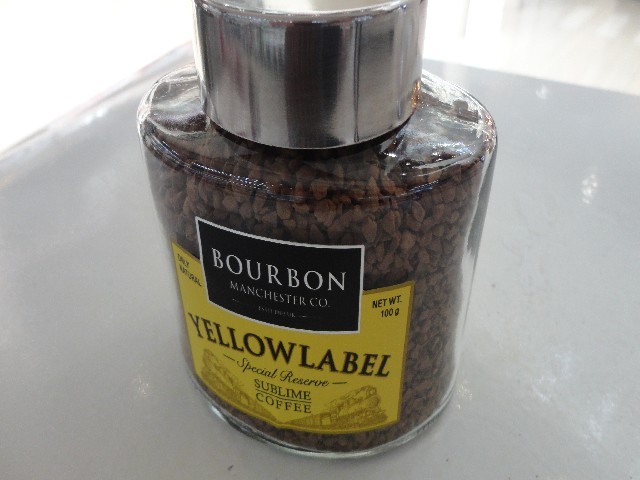 BOURBON
MANCHESTER CO.
ONLY
NATURAL
NET WT.
100 g
YELLOWLABEL
Special Reserve
SUBLIME
COFFEE